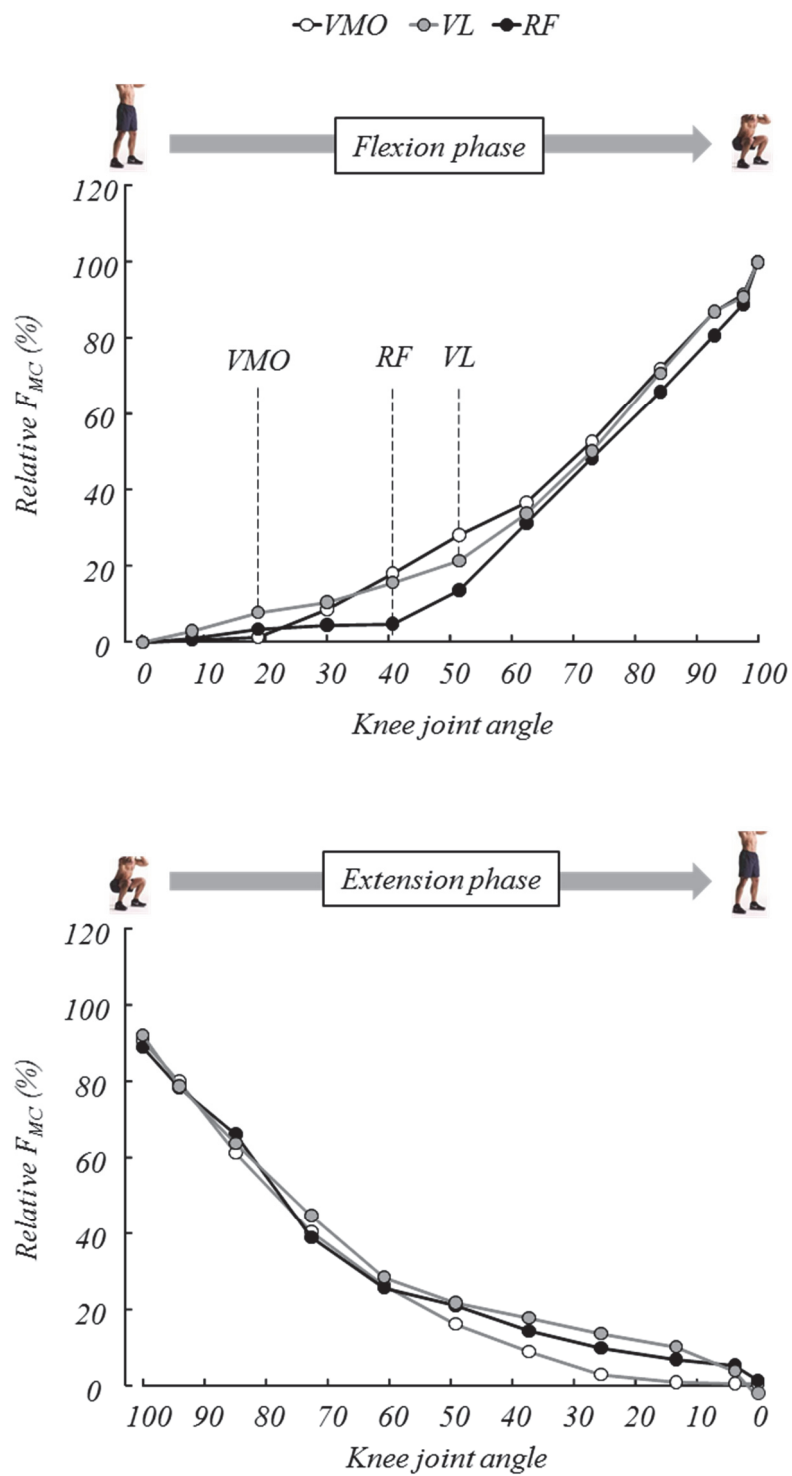 VMO VL RF
Flexion phase
120
100
80
60
40
20
0
Relative F_MC (%)
VMO RF VL
0 10 20 30 40 50 60 70 80 90 100
Knee joint angle
Extension phase
120
100
80
60
40
20
0
Relative F_MC (%)
100 90 80 70 60 50 40 30 20 10 0
Knee joint angle